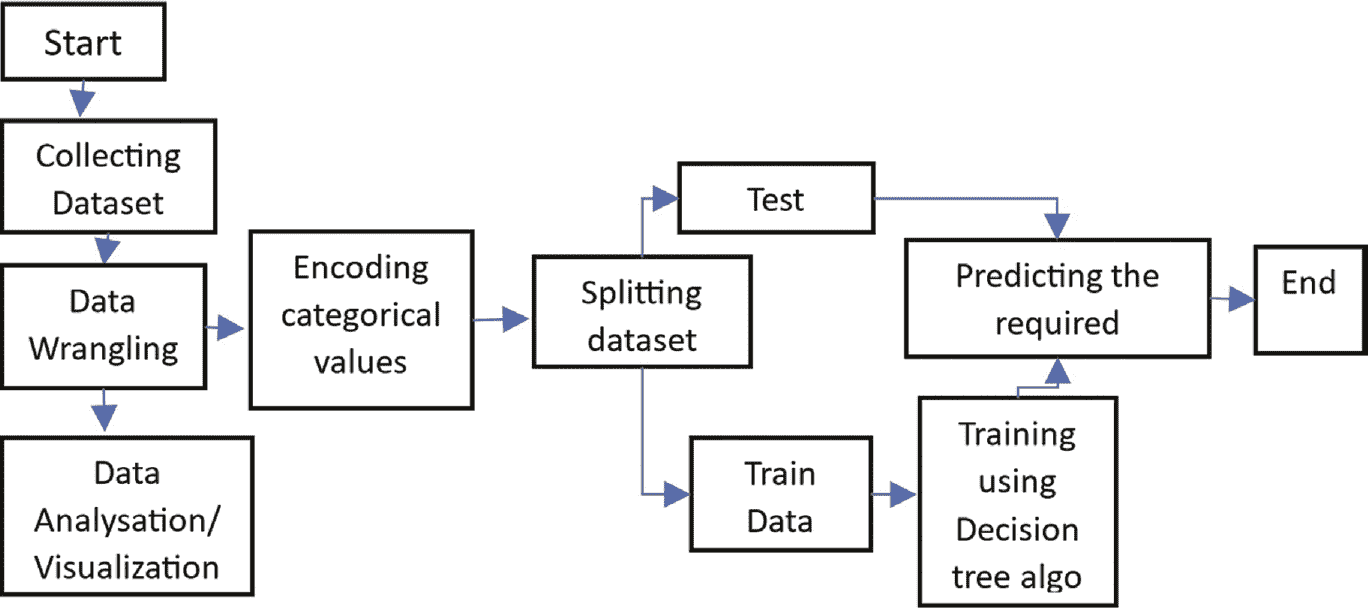 Start
Collecting
Dataset
Data
Wrangling
Data
Analysation/
Visualization
Encoding
categorical
values
Splitting
dataset
Test
Train
Data
Training
using
Decision
tree algo
Predicting the
required
End